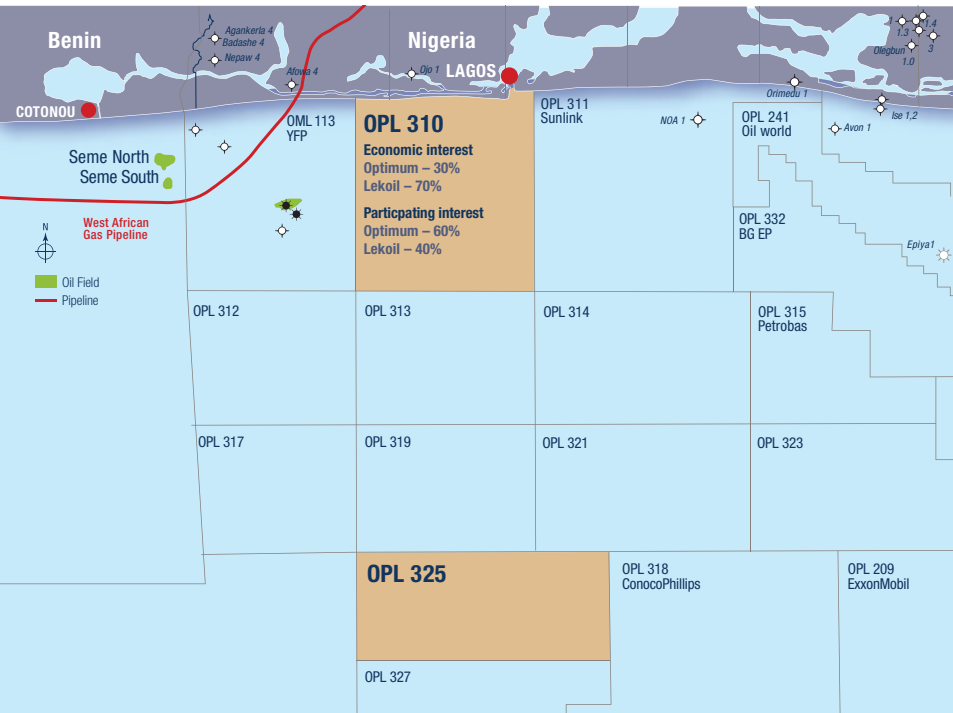 Benin
Nigeria
Agankerla 4
Badashe 4
Nepaw 4
Afowa 4
Ojo 1
LAGOS
COTONOU
1
1.4
1.3
3
Olegbun
1.0
Orimedu 1
Ise 1,2
Avon 1
NOA 1
OML 113
YFP
OPL 310
Economic interest
Optimum – 30%
Lekoil – 70%
Particpating interest
Optimum – 60%
Lekoil – 40%
OPL 311
Sunlink
OPL 241
Oil world
Seme North
Seme South
West African
Gas Pipeline
N
Oil Field
Pipeline
OPL 332
BG EP
Epiya1
OPL 312
OPL 313
OPL 314
OPL 315
Petrobas
OPL 317
OPL 319
OPL 321
OPL 323
OPL 325
OPL 318
ConocoPhillips
OPL 209
ExxonMobil
OPL 327